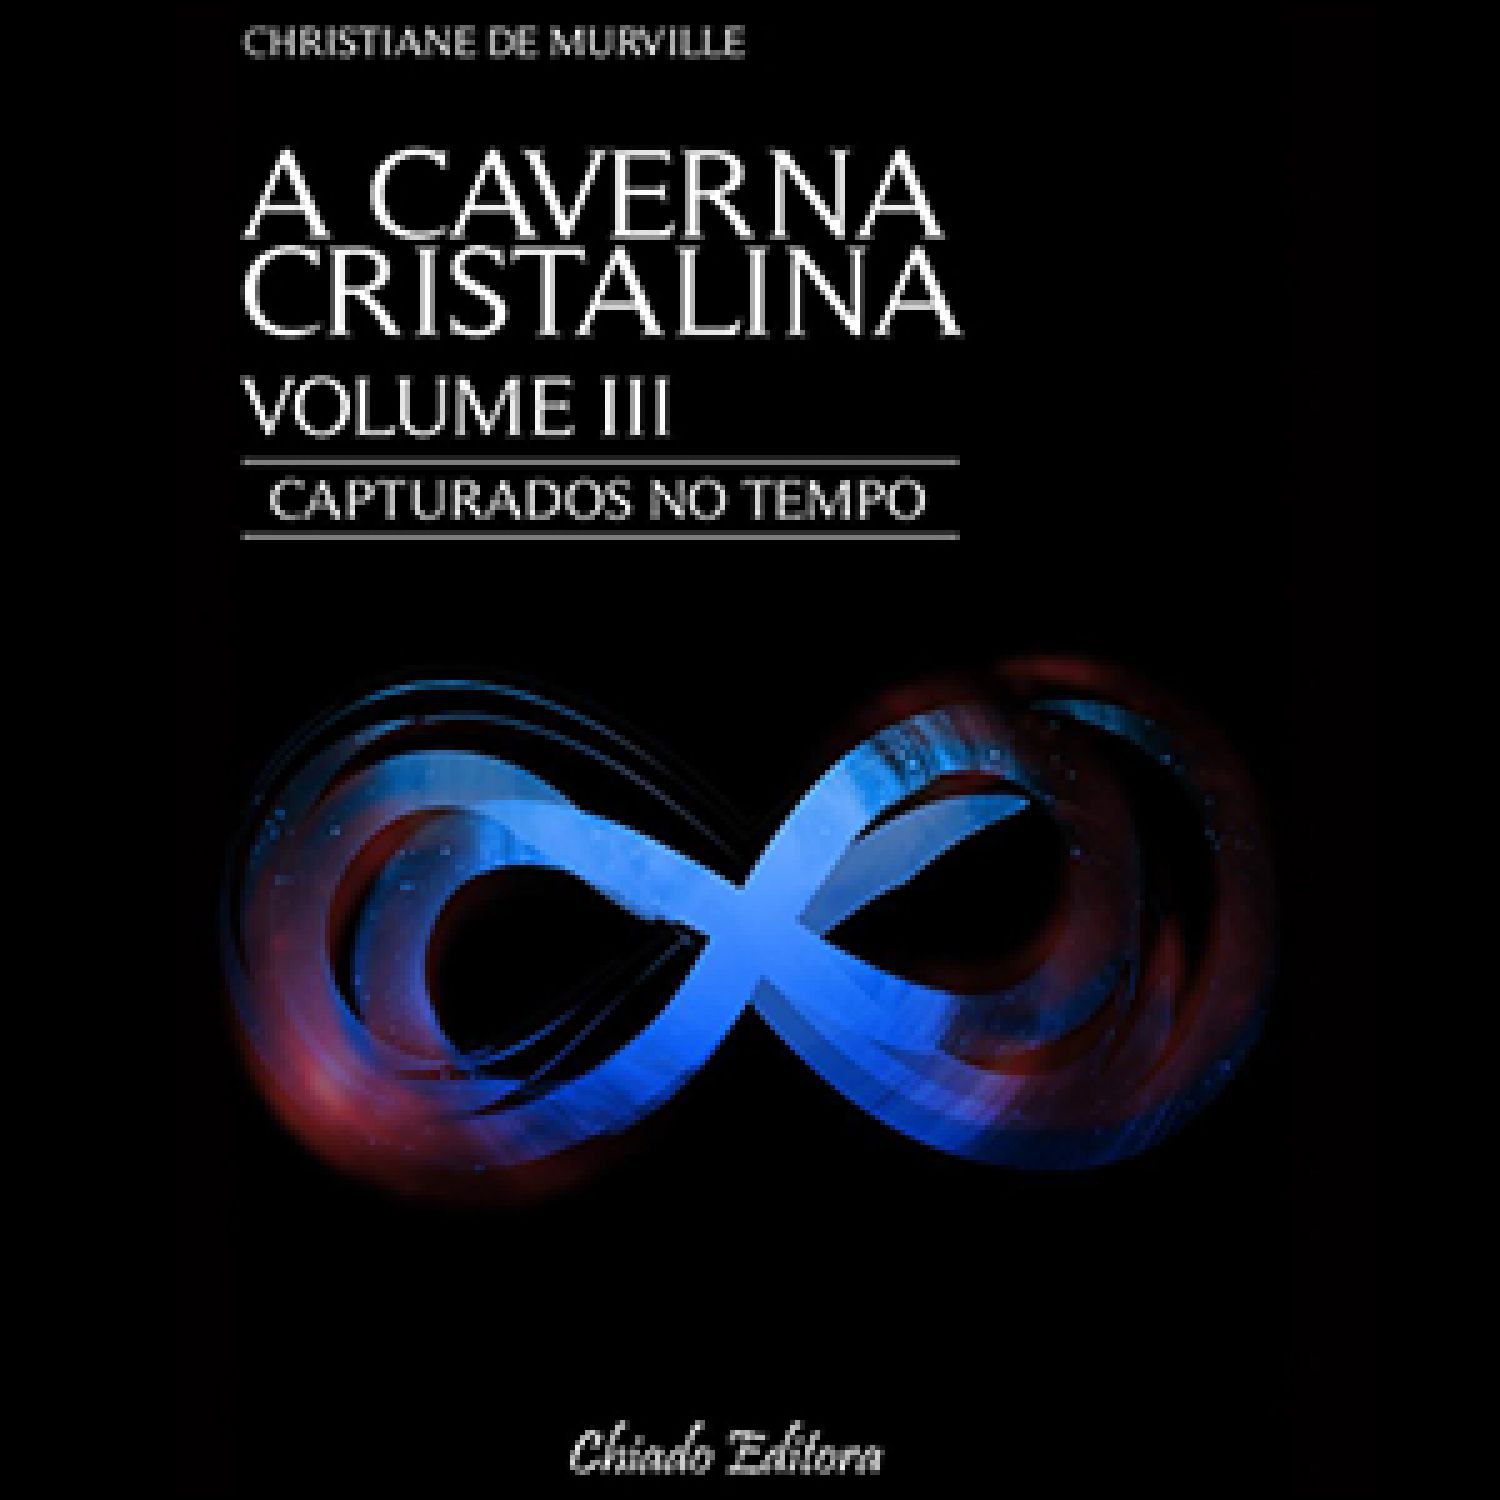 CHRISTIANE DE MURVILLE
A CAVERNA
CRISTALINA
VOLUME III
CAPTURADOS NO TEMPO
Chiado Editora